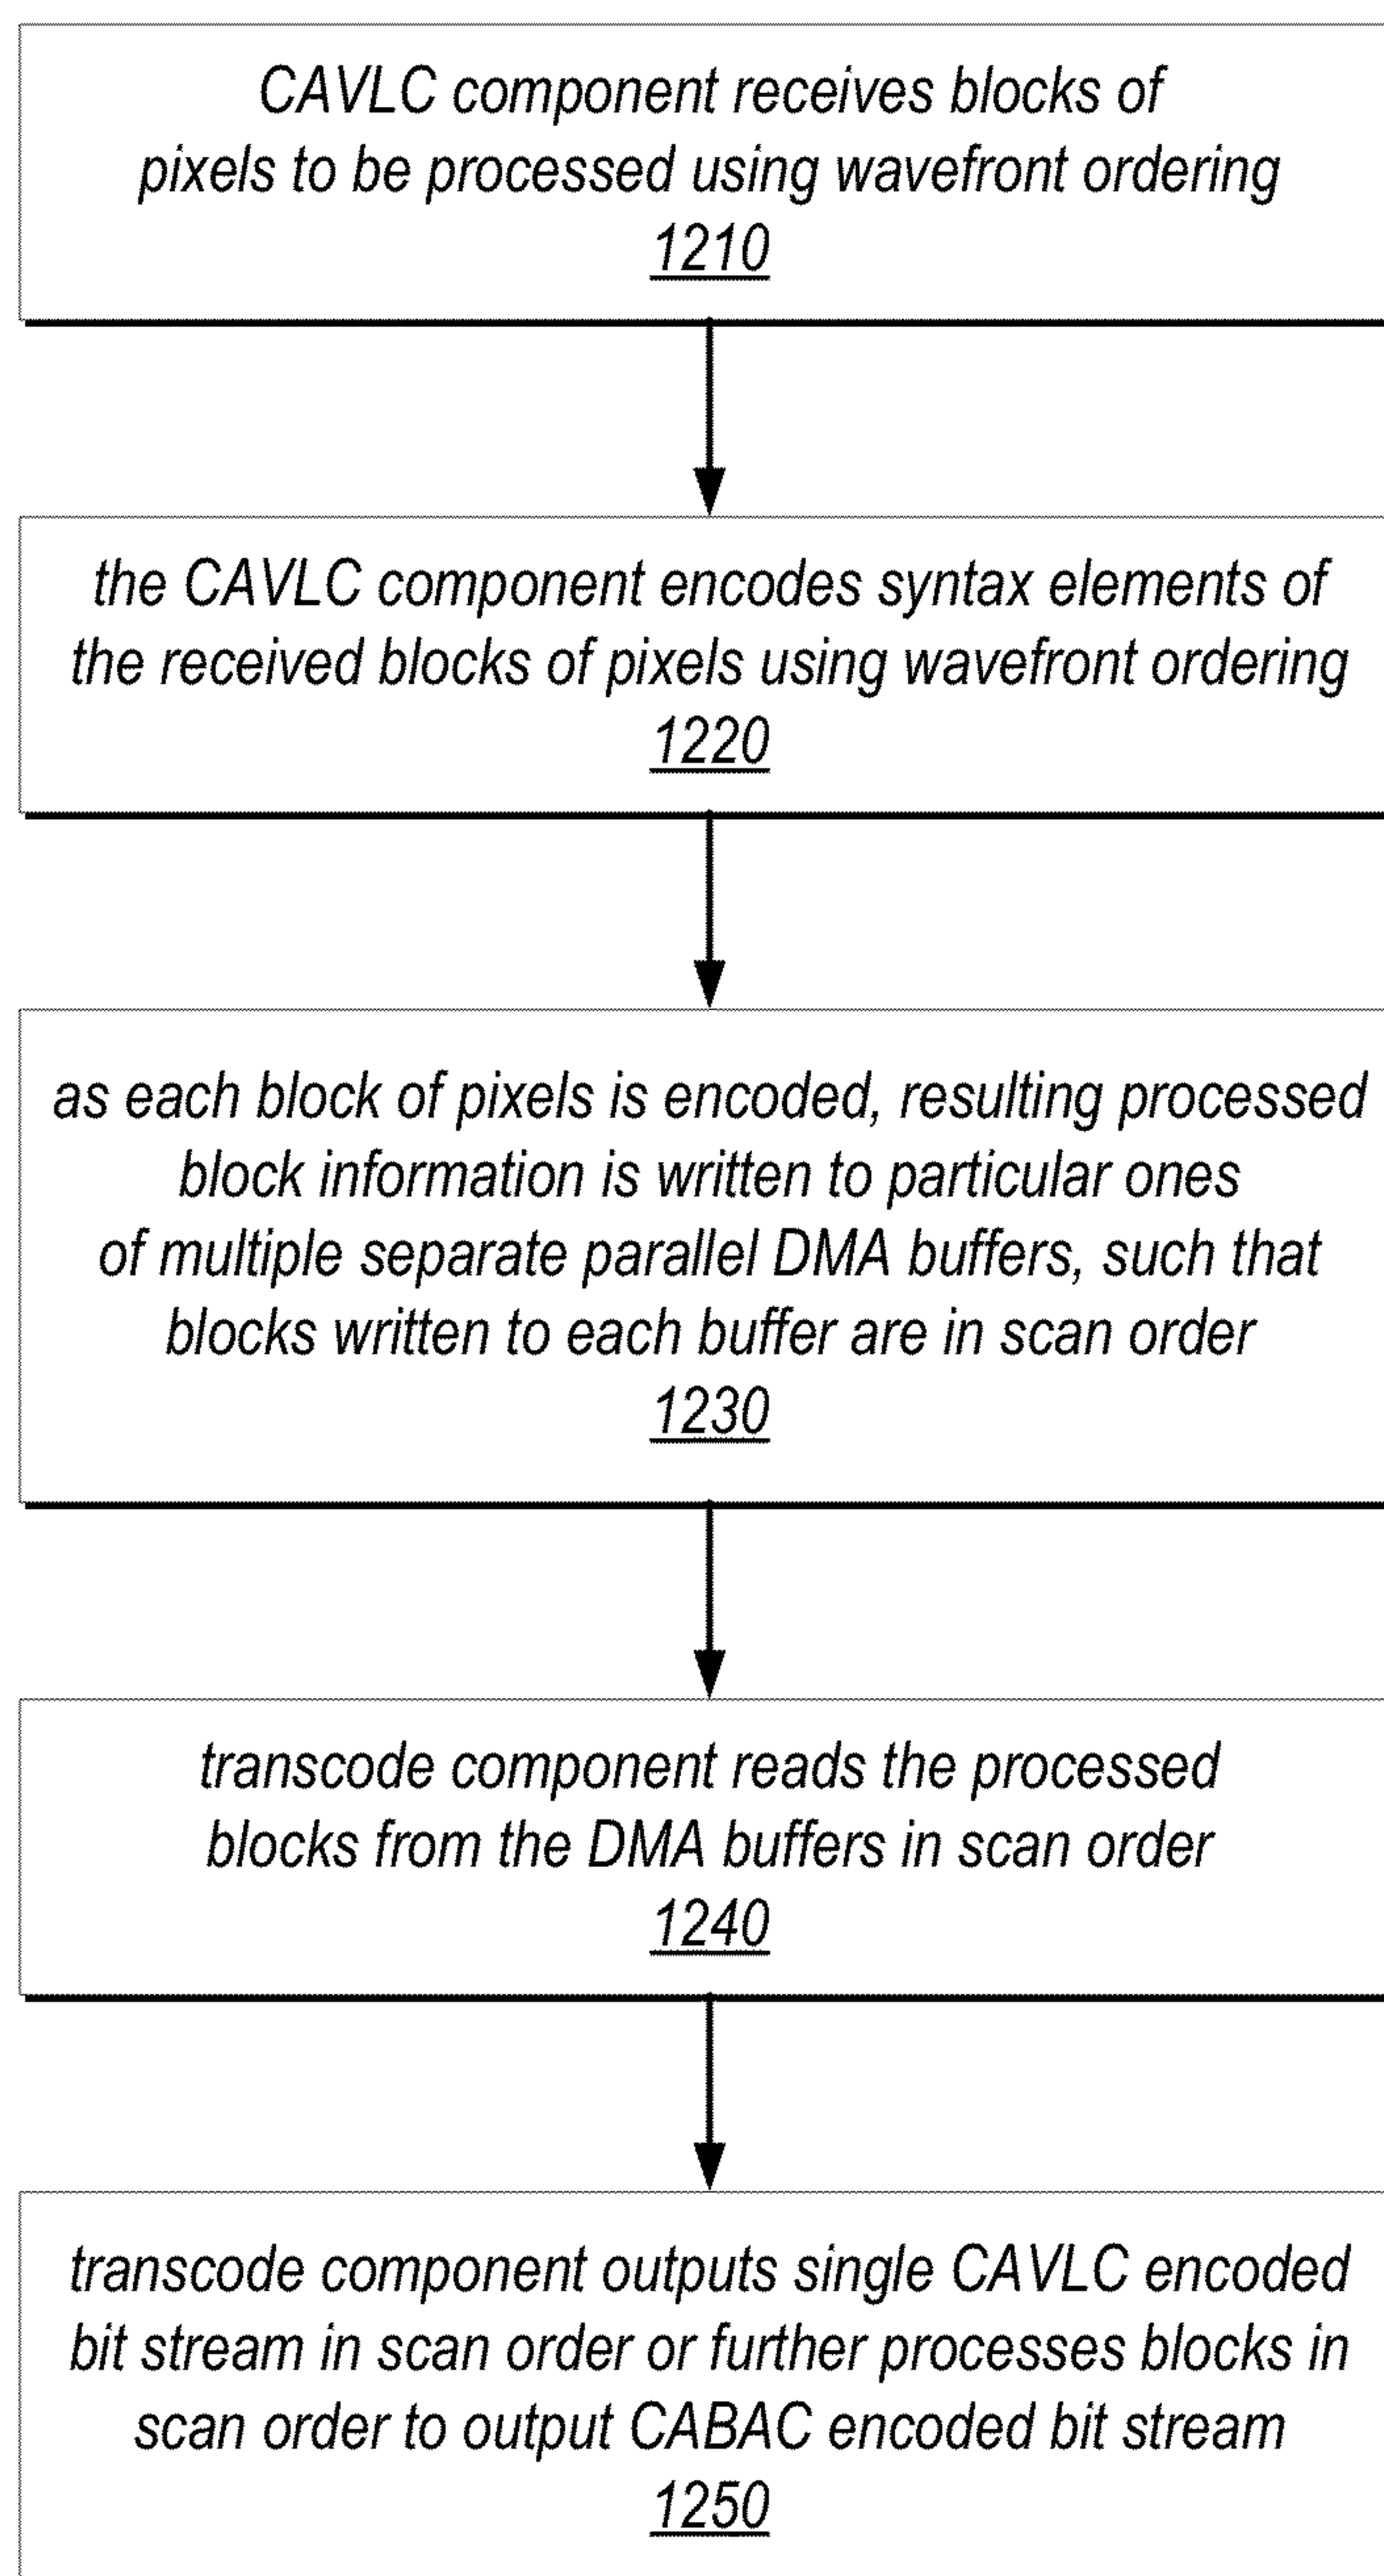 CAVLC component receives blocks of
pixels to be processed using wavefront ordering
1210
the CAVLC component encodes syntax elements of
the received blocks of pixels using wavefront ordering
1220
as each block of pixels is encoded, resulting processed
block information is written to particular ones
of multiple separate parallel DMA buffers, such that
blocks written to each buffer are in scan order
1230
transcode component reads the processed
blocks from the DMA buffers in scan order
1240
transcode component outputs single CAVLC encoded
bit stream in scan order or further processes blocks in
scan order to output CABAC encoded bit stream
1250